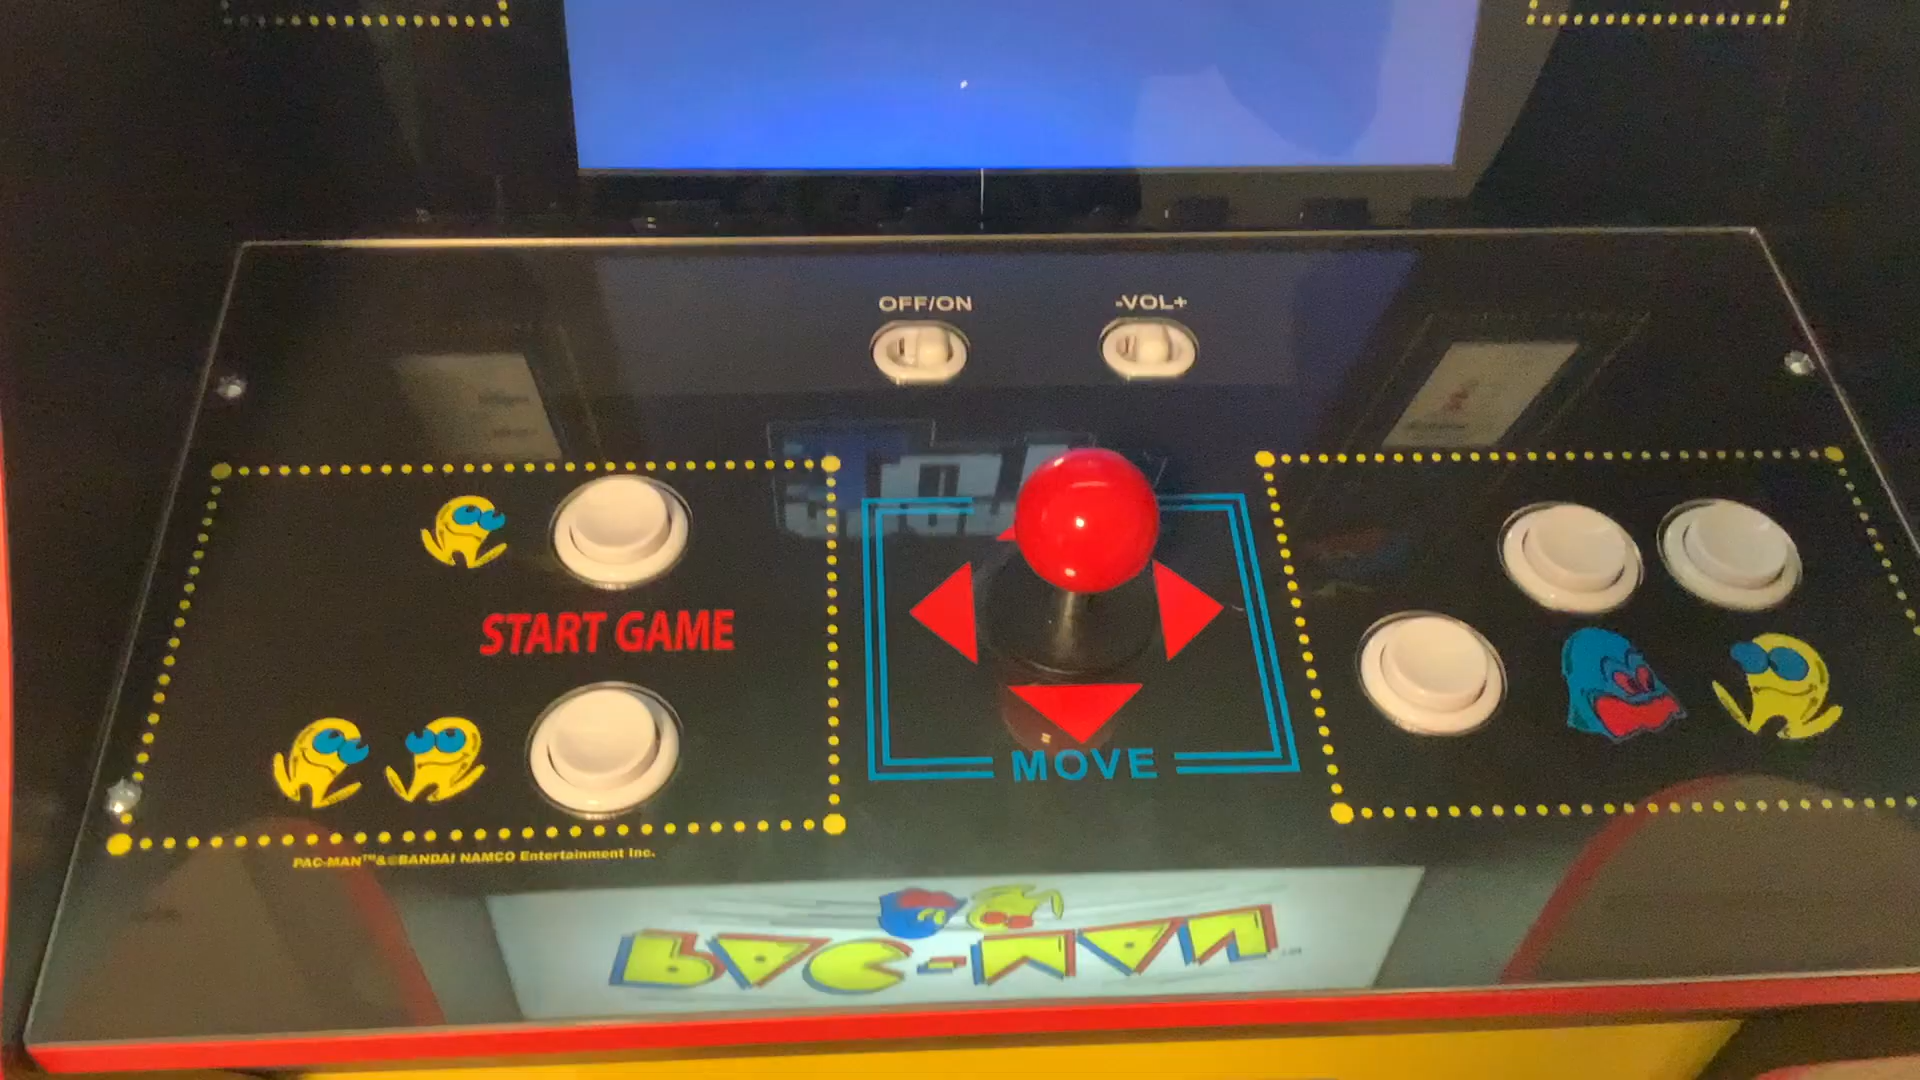 OFF/ON
-VOL+
START GAME
MOVE
PAC-MAN™&©BANDAI NAMCO Entertainment Inc.
PAC-MAN